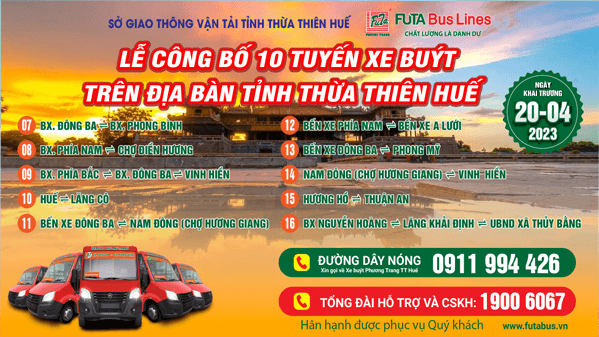 SỞ GIAO THÔNG VẬN TẢI TỈNH THỪA THIÊN HUẾ
FUTA
PHƯƠNG TRANG
FUTA Bus Lines
CHẤT LƯỢNG LÀ DANH DỰ
LỄ CÔNG BỐ 10 TUYẾN XE BUÝT
TRÊN ĐỊA BÀN TỈNH THỪA THIÊN HUẾ
NGÀY
KHAI TRƯƠNG
20-04
2023
07 BX. ĐÔNG BA ⇌ BX. PHONG BÌNH
08 BX. PHÍA NAM ⇌ CHỢ ĐIỀN HƯƠNG
09 BX. PHÍA BẮC ⇌ BX. ĐÔNG BA ⇌ VINH HIỀN
10 HUẾ ⇌ LĂNG CÔ
11 BẾN XE ĐÔNG BA ⇌ NAM ĐÔNG (CHỢ HƯƠNG GIANG)
12 BẾN XE PHÍA NAM ⇌ BẾN XE A LƯỚI
13 BẾN XE ĐÔNG BA ⇌ PHONG MỸ
14 NAM ĐÔNG (CHỢ HƯƠNG GIANG) ⇌ VINH-HIỀN
15 HƯƠNG HỒ ⇌ THUẬN AN
16 BX NGUYỄN HOÀNG ⇌ LĂNG KHẢI ĐỊNH ⇌ UBND XÃ THỦY BẰNG
ĐƯỜNG DÂY NÓNG
Xin gọi về Xe buýt Phương Trang TT Huế
0911 994 426
TỔNG ĐÀI HỖ TRỢ VÀ CSKH: 1900 6067
Hân hạnh được phục vụ Quý khách
www.futabus.vn